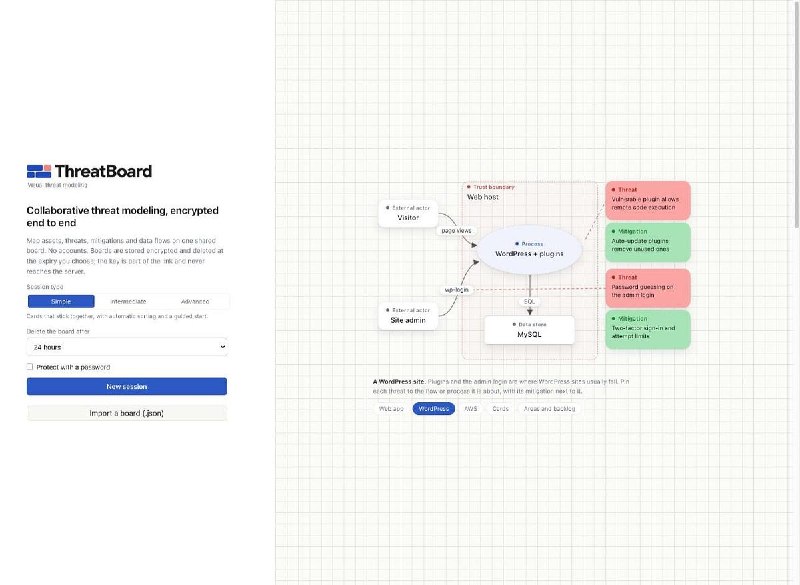 ThreatBoard
Visual threat modeling
Collaborative threat modeling, encrypted
end to end
Map assets, threats, mitigations and data flows on one shared
board. No accounts. Boards are stored encrypted and deleted at
the expiry you choose; the key is part of the link and never
reaches the server.
Session type
Simple
Intermediate
Advanced
Cards that stick together, with automatic sorting and a guided start.
Delete the board after
24 hours
Protect with a password
New session
Import a board (.json)
Trust boundary
Web host
External actor
Visitor
page views
Process
WordPress + plugins
wp-login
SQL
External actor
Site admin
Data store
MySQL
Threat
Vulnerable plugin allows
remote code execution
Mitigation
Auto-update plugins
remove unused ones
Threat
Password guessing on
the admin login
Mitigation
Two-factor sign-in and
attempt limits
A WordPress site. Plugins and the admin login are where WordPress sites usually fail. Pin
each threat to the flow or process it is about, with its mitigation next to it.
Web app
WordPress
AWS
Cards
Areas and backlog